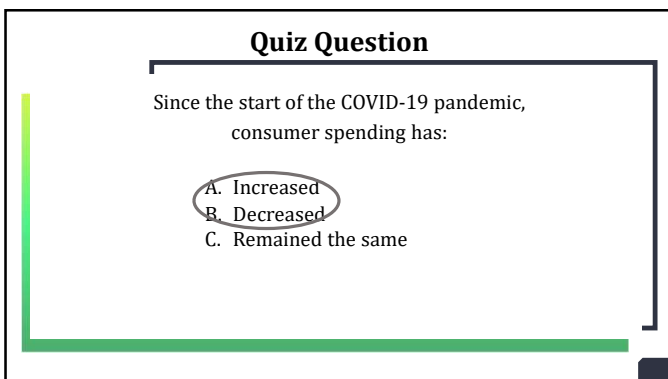 Quiz Question
Since the start of the COVID-19 pandemic,
consumer spending has:
A. Increased
B. Decreased
C. Remained the same